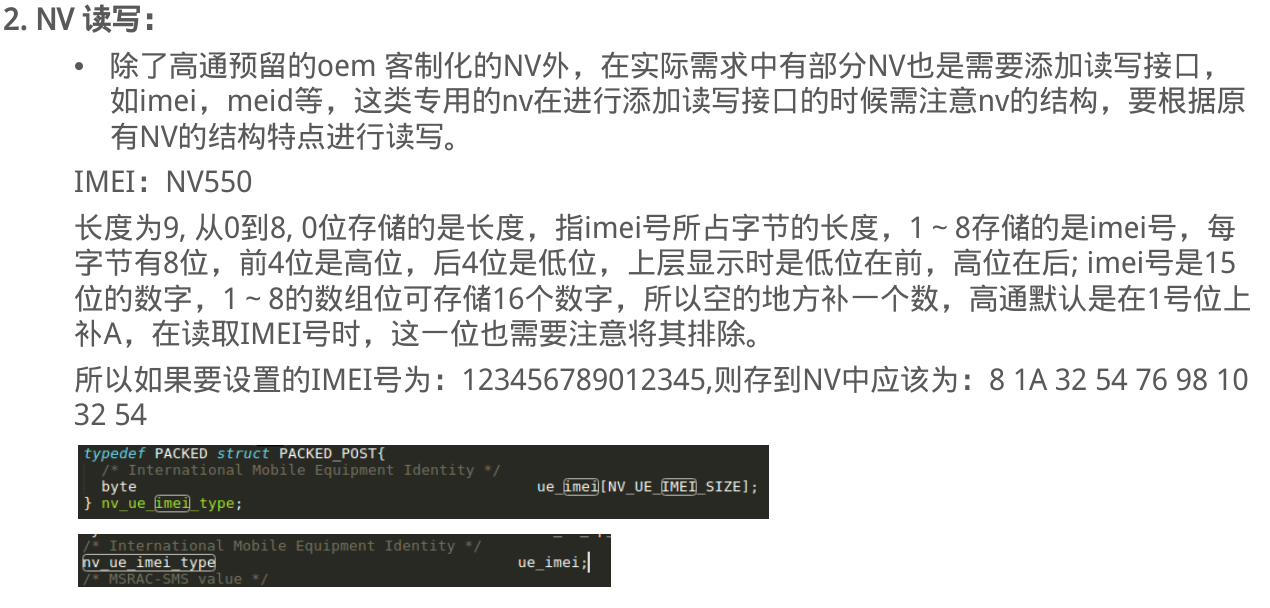 2. NV 读写：
• 除了高通预留的oem 客制化的NV外，在实际需求中有部分NV也是需要添加读写接口，
如imei，meid等，这类专用的nv在进行添加读写接口的时候需注意nv的结构，要根据原
有NV的结构特点进行读写。
IMEI：NV550
长度为9, 从0到8, 0位存储的是长度，指imei号所占字节的长度，1 ~ 8存储的是imei号，每
字节有8位，前4位是高位，后4位是低位，上层显示时是低位在前，高位在后; imei号是15
位的数字，1 ~ 8的数组位可存储16个数字，所以空的地方补一个数，高通默认是在1号位上
补A，在读取IMEI号时，这一位也需要注意将其排除。
所以如果要设置的IMEI号为：123456789012345,则存到NV中应该为：8 1A 32 54 76 98 10
32 54
typedef PACKED struct PACKED_POST{
/* International Mobile Equipment Identity */
byte ue_imei[NV_UE_IMEI_SIZE];
} nv_ue_imei_type;
/* International Mobile Equipment Identity */
nv_ue_imei_type ue_imei;
/* MSRAC-SMS value */